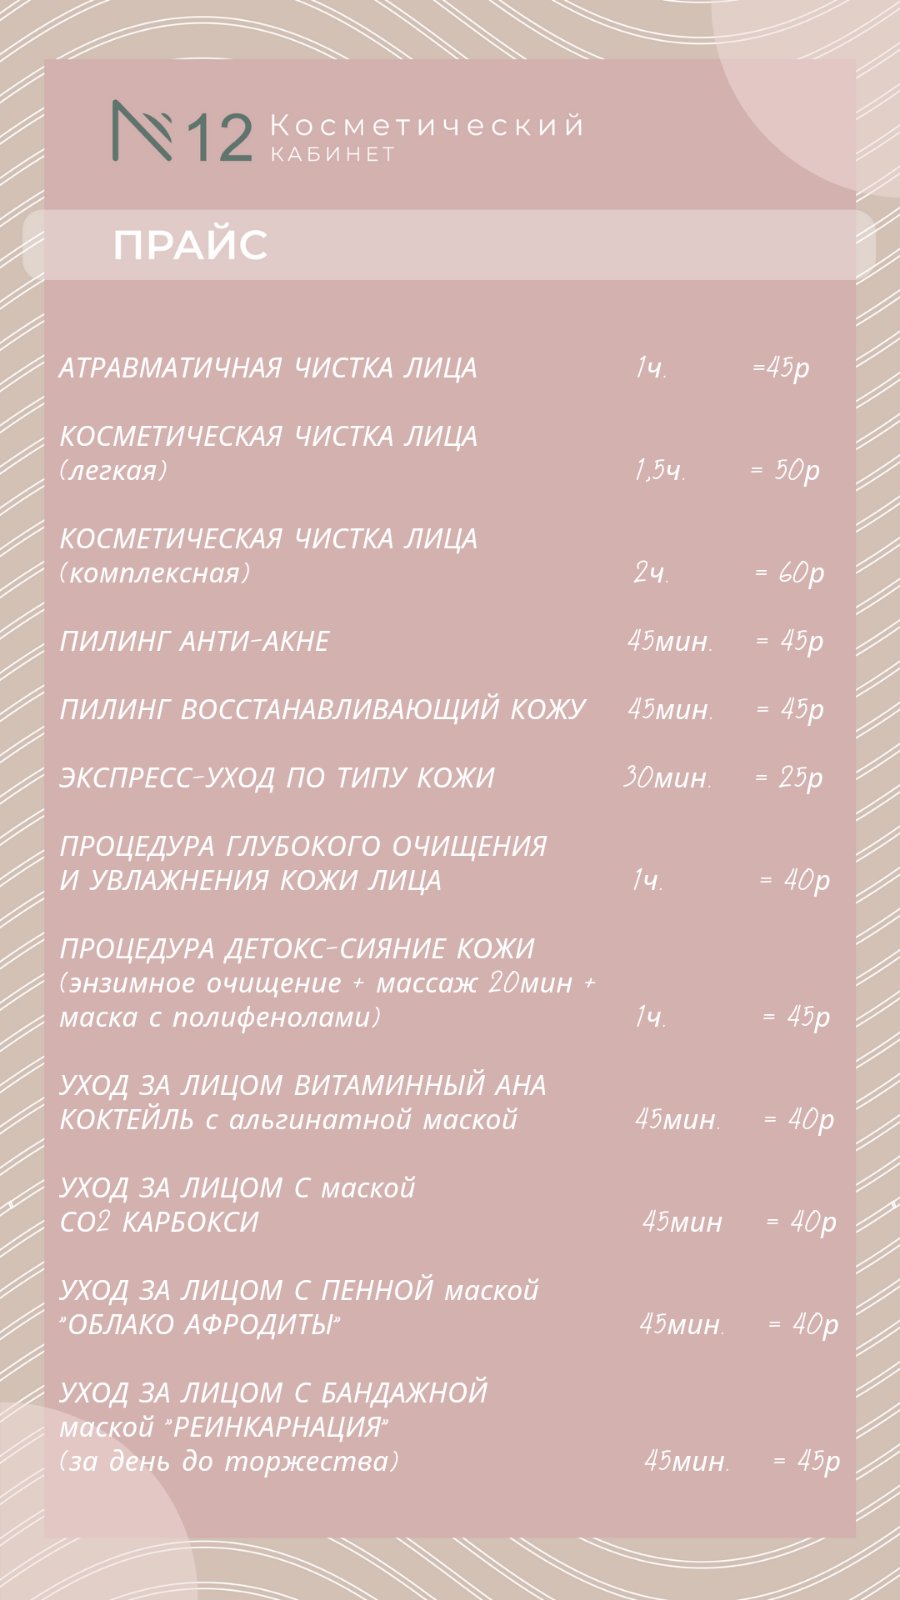 №12 Косметический
КАБИНЕТ
ПРАЙС
АТРАВМАТИЧНАЯ ЧИСТКА ЛИЦА 1ч. =45р
КОСМЕТИЧЕСКАЯ ЧИСТКА ЛИЦА
(легкая) 1,5ч. = 50р
КОСМЕТИЧЕСКАЯ ЧИСТКА ЛИЦА
(комплексная) 2ч. = 60р
ПИЛИНГ АНТИ-АКНЕ 45мин. = 45р
ПИЛИНГ ВОССТАНАВЛИВАЮЩИЙ КОЖУ 45мин. = 45р
ЭКСПРЕСС-УХОД ПО ТИПУ КОЖИ 30мин. = 25р
ПРОЦЕДУРА ГЛУБОКОГО ОЧИЩЕНИЯ
И УВЛАЖНЕНИЯ КОЖИ ЛИЦА 1ч. = 40р
ПРОЦЕДУРА ДЕТОКС-СИЯНИЕ КОЖИ
(энзимное очищение + массаж 20мин +
маска с полифенолами) 1ч. = 45р
УХОД ЗА ЛИЦОМ ВИТАМИННЫЙ АНА
КОКТЕЙЛЬ с альгинатной маской 45мин. = 40р
УХОД ЗА ЛИЦОМ С маской
СО2 КАРБОКСИ 45мин = 40р
УХОД ЗА ЛИЦОМ С ПЕННОЙ маской
"ОБЛАКО АФРОДИТЫ" 45мин. = 40р
УХОД ЗА ЛИЦОМ С БАНДАЖНОЙ
маской "РЕИНКАРНАЦИЯ"
(за день до торжества) 45мин. = 45р